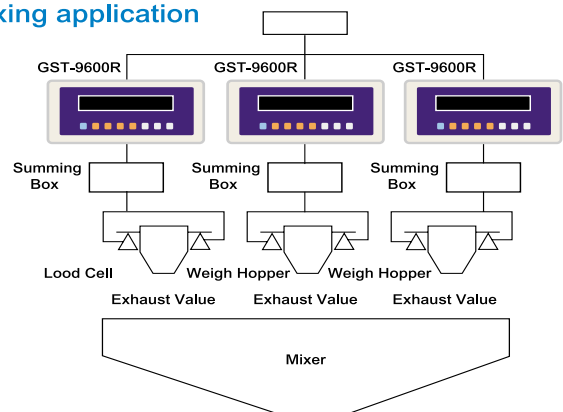 king application
GST-9600R GST-9600R GST-9600R
Summing Box Summing Box Summing Box
Lood Cell Weigh Hopper Weigh Hopper
Exhaust Value Exhaust Value Exhaust Value
Mixer